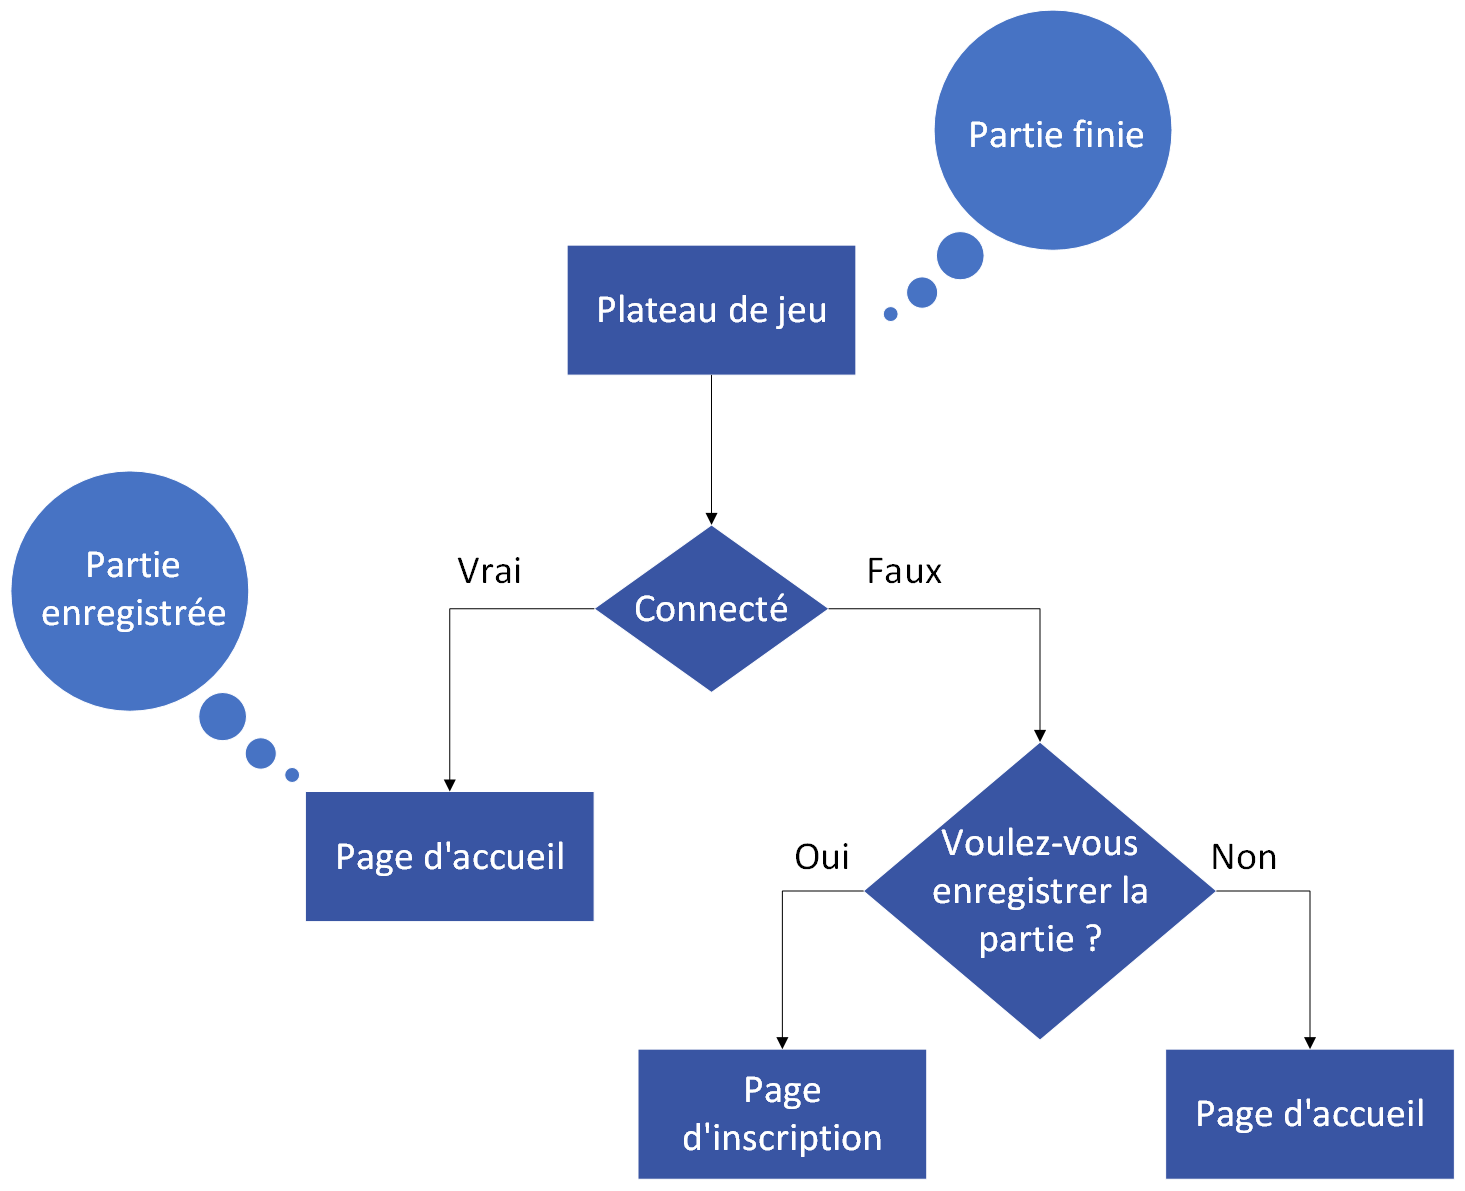 Partie finie
Plateau de jeu
Partie
enregistrée
Vrai
Connecté
Faux
Page d'accueil
Oui
Voulez-vous
enregistrer la
partie ?
Non
Page
d'inscription
Page d'accueil